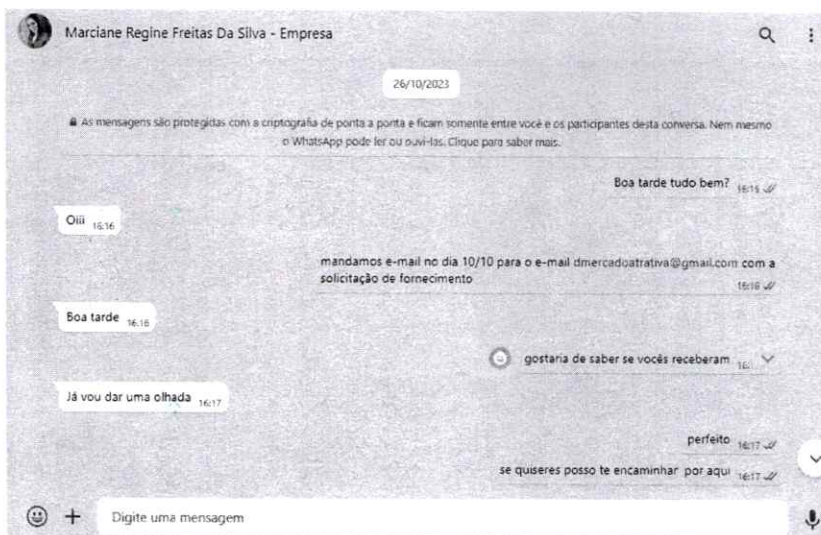 Marciane Regine Freitas Da Silva - Empresa
26/10/2023
As mensagens são protegidas com a criptografia de ponta a ponta e ficam somente entre você e os participantes desta conversa. Nem mesmo
o WhatsApp pode ler ou ouvi-las. Clique para saber mais.
Boa tarde tudo bem? 16:15
Oiii 16:16
mandamos e-mail no dia 10/10 para o e-mail dmercadoatrativa@gmail.com com a
solicitação de fornecimento 16:16
Boa tarde 16:16
gostaria de saber se vocês receberam 16:
Já vou dar uma olhada 16:17
perfeito 16:17
se quiseres posso te encaminhar por aqui 16:17
Digite uma mensagem